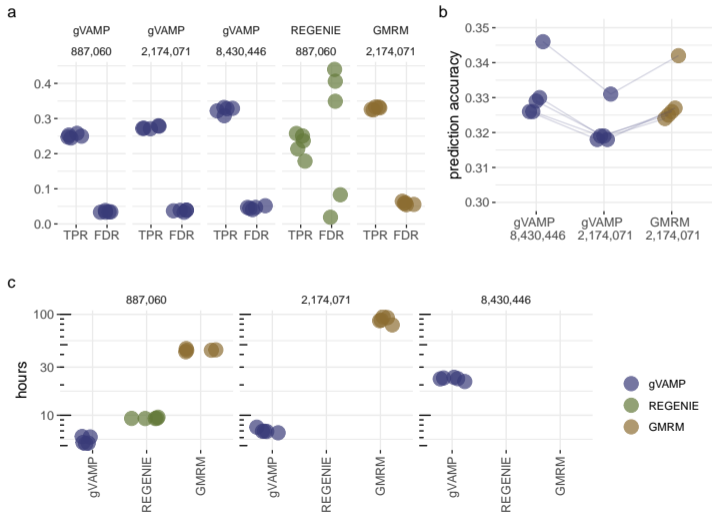 a
gVAMP gVAMP gVAMP REGENIE GMRM
887,060 2,174,071 8,430,446 887,060 2,174,071
0.4
0.3
0.2
0.1
0.0
TPR FDR TPR FDR TPR FDR TPR FDR TPR FDR
b
prediction accuracy
0.35
0.34
0.33
0.32
0.30
gVAMP gVAMP GMRM
8,430,446 2,174,071 2,174,071
c
887,060 2,174,071 8,430,446
hours
100
30
10
gVAMP REGENIE GMRM gVAMP REGENIE GMRM gVAMP REGENIE GMRM
gVAMP
REGENIE
GMRM